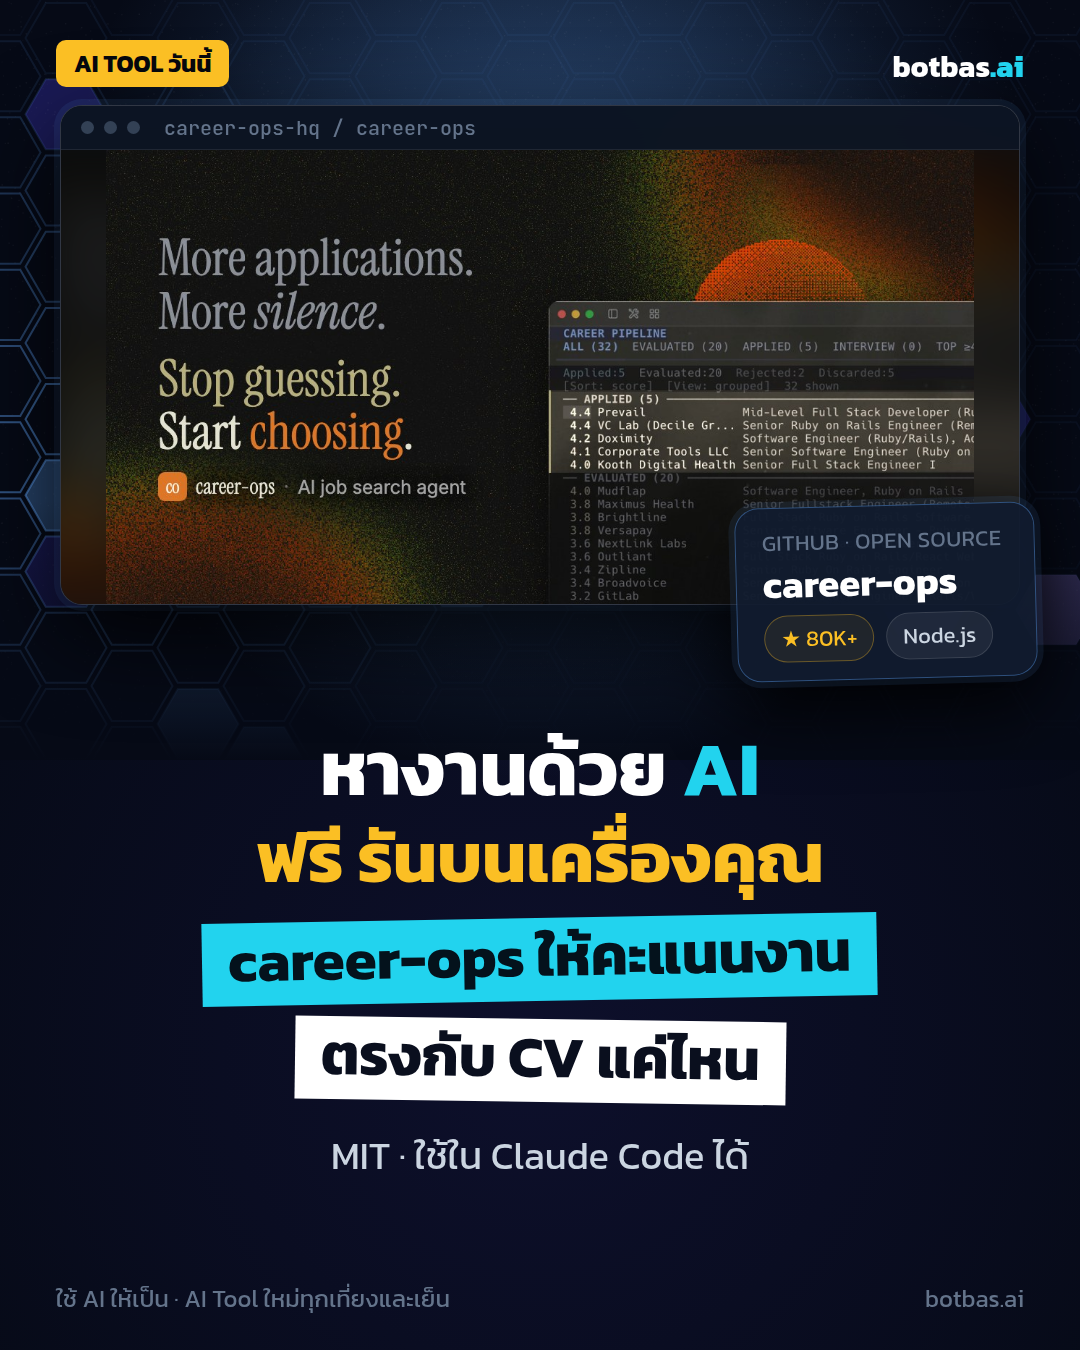 AI TOOL วันนี้
botbas.ai
career-ops-hq / career-ops
More applications.
More silence.
Stop guessing.
Start choosing.
co career-ops · AI job search agent
CAREER PIPELINE
ALL (32) EVALUATED (20) APPLIED (5) INTERVIEW (0) TOP ≥4
Applied:5 Evaluated:20 Rejected:2 Discarded:5
[Sort: score] [View: grouped] 32 shown
APPLIED (5)
4.4 Prevail Mid-Level Full Stack Developer (Ru
4.4 VC Lab (Decile Gr... Senior Ruby on Rails Engineer (Rem
4.2 Doximity Software Engineer (Ruby/Rails), Ac
4.1 Corporate Tools LLC Senior Software Engineer (Ruby on
4.0 Kooth Digital Health Senior Full Stack Engineer I
EVALUATED (20)
4.0 Mudflap Software Engineer, Ruby on Rails
3.8 Maximus Health Senior Fullstack Engineer (Remote
3.8 Brightline
3.8 Versapay
3.6 NextLink Labs
3.6 Outliant
3.4 Zipline
3.4 Broadvoice
3.2 GitLab
GITHUB · OPEN SOURCE
career-ops
★ 80K+ Node.js
หางานด้วย AI
ฟรี รันบนเครื่องคุณ
career-ops ให้คะแนนงาน
ตรงกับ CV แค่ไหน
MIT · ใช้ใน Claude Code ได้
ใช้ AI ให้เป็น · AI Tool ใหม่ทุกเที่ยงและเย็น
botbas.ai